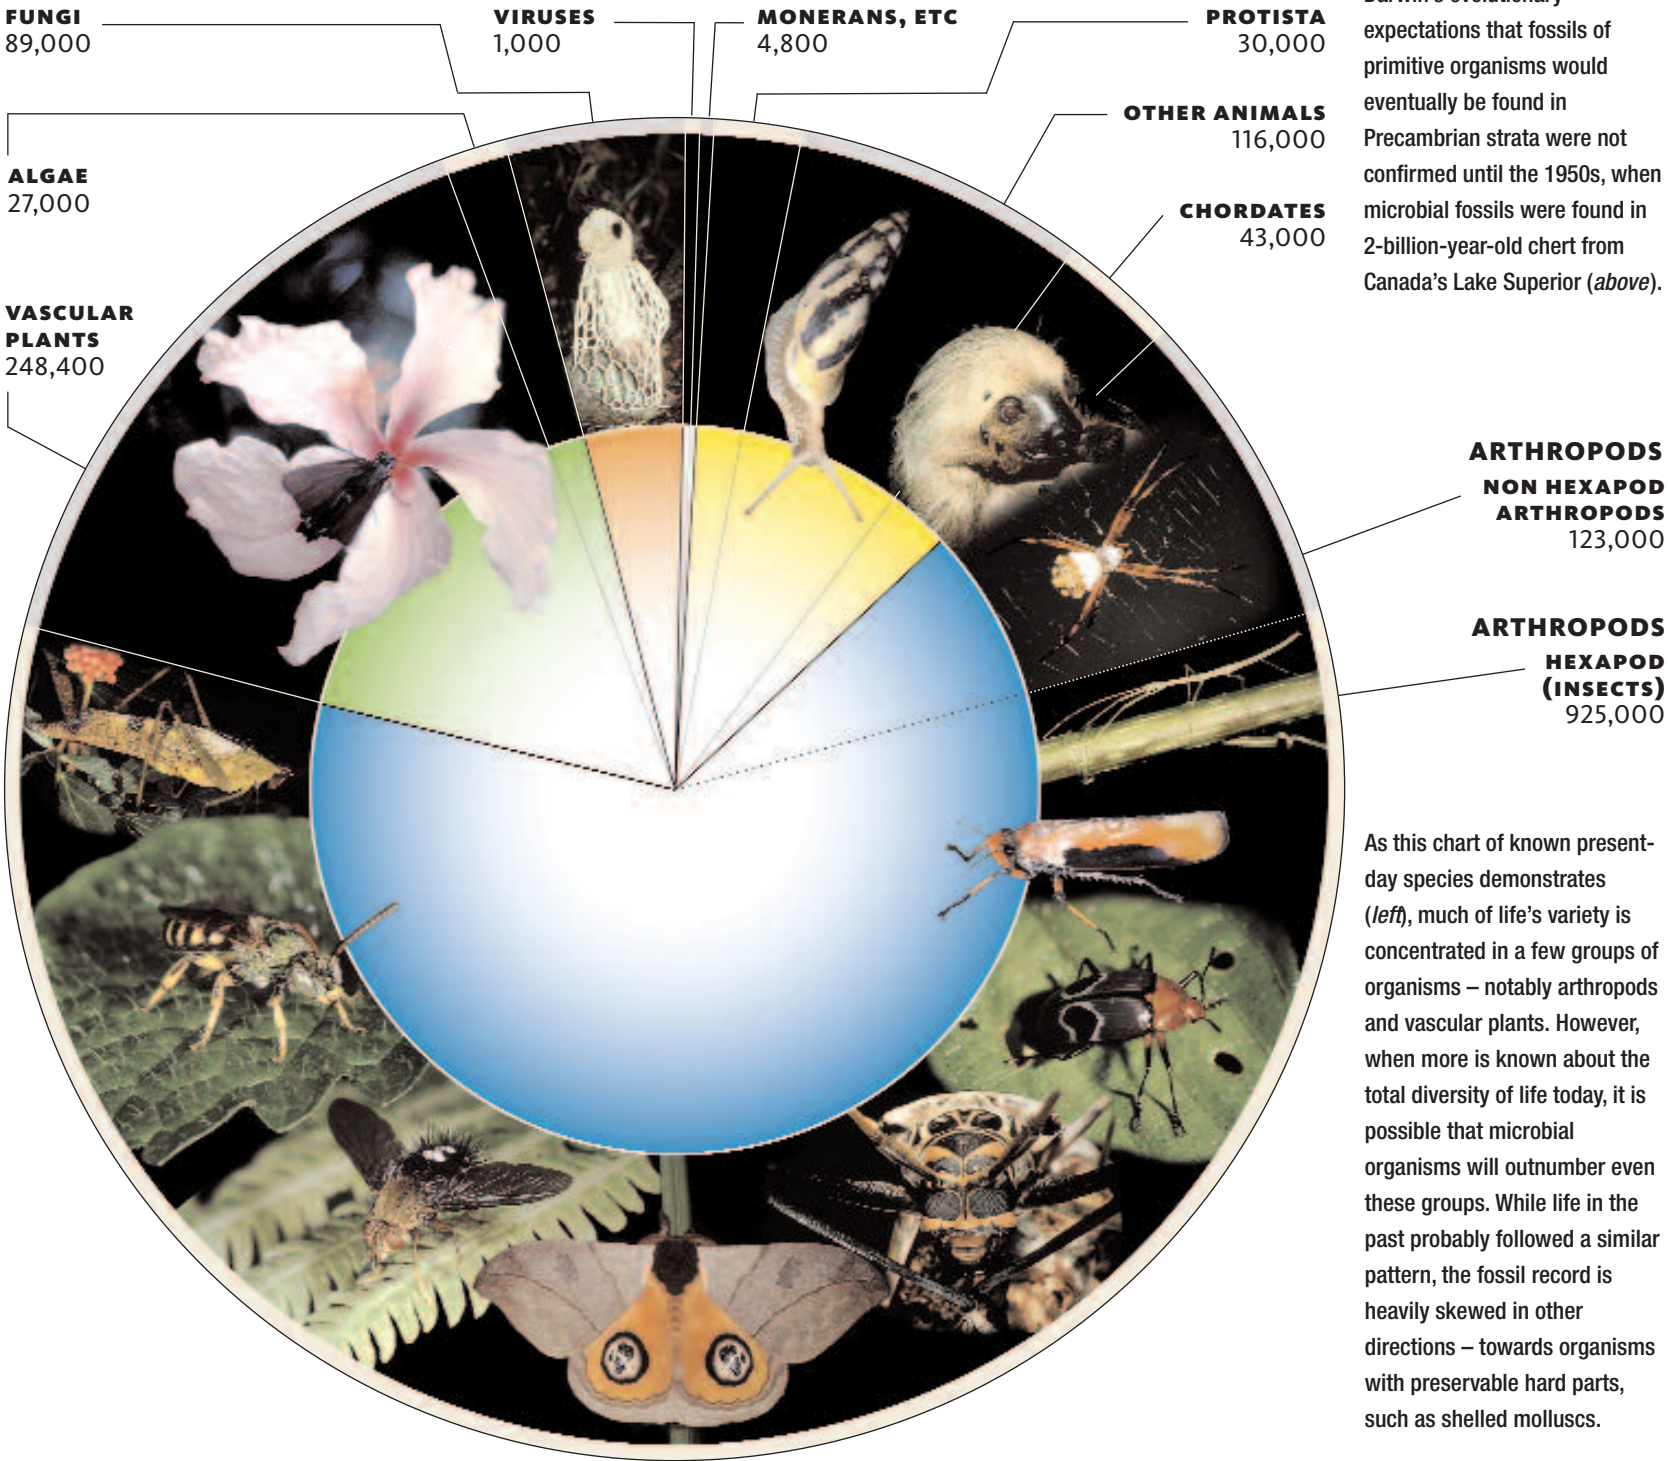 FUNGI
89,000
VIRUSES
1,000
MONERANS, ETC
4,800
PROTISTA
30,000
OTHER ANIMALS
116,000
CHORDATES
43,000
ALGAE
27,000
VASCULAR
PLANTS
248,400
ARTHROPODS
NON HEXAPOD
ARTHROPODS
123,000
ARTHROPODS
HEXAPOD
(INSECTS)
925,000
Darwin's evolutionary
expectations that fossils of
primitive organisms would
eventually be found in
Precambrian strata were not
confirmed until the 1950s, when
microbial fossils were found in
2-billion-year-old chert from
Canada's Lake Superior (above).
As this chart of known present-
day species demonstrates
(left), much of life's variety is
concentrated in a few groups of
organisms – notably arthropods
and vascular plants. However,
when more is known about the
total diversity of life today, it is
possible that microbial
organisms will outnumber even
these groups. While life in the
past probably followed a similar
pattern, the fossil record is
heavily skewed in other
directions – towards organisms
with preservable hard parts,
such as shelled molluscs.